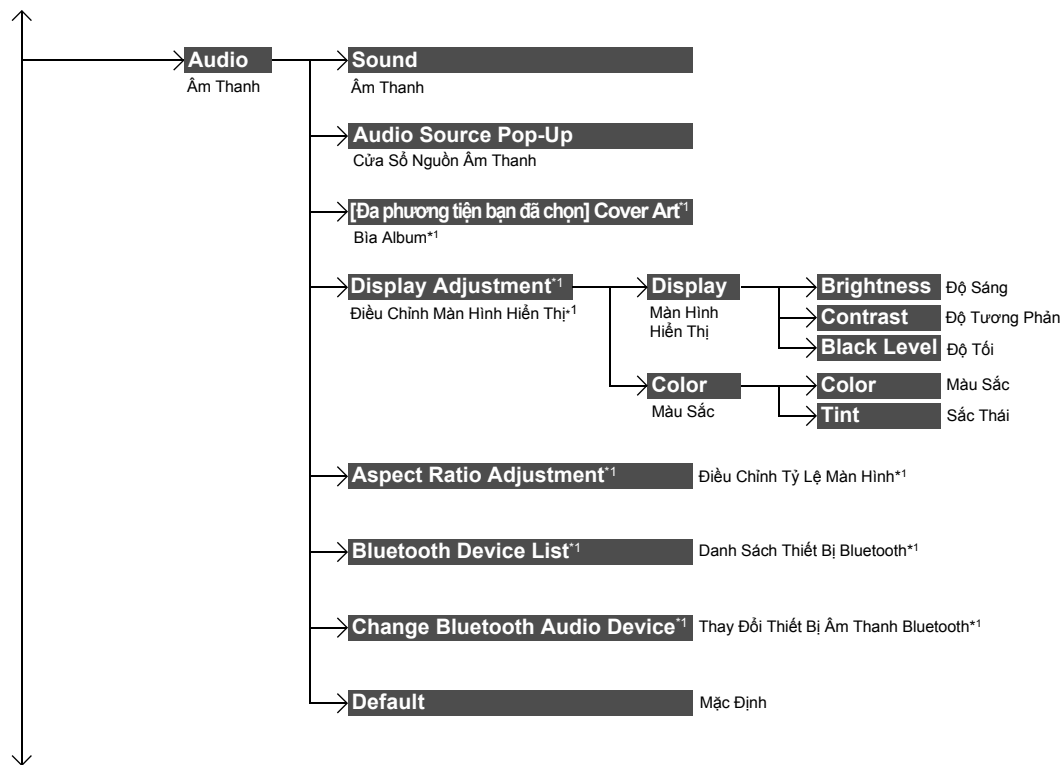 Audio
Âm Thanh
Sound
Âm Thanh
Audio Source Pop-Up
Cửa Sổ Nguồn Âm Thanh
[Đa phương tiện bạn đã chọn] Cover Art*1
Bìa Album*1
Display Adjustment*1
Điều Chỉnh Màn Hình Hiển Thị*1
Display
Màn Hình
Hiển Thị
Brightness Độ Sáng
Contrast Độ Tương Phản
Black Level Độ Tối
Color
Màu Sắc
Color Màu Sắc
Tint Sắc Thái
Aspect Ratio Adjustment*1 Điều Chỉnh Tỷ Lệ Màn Hình*1
Bluetooth Device List*1 Danh Sách Thiết Bị Bluetooth*1
Change Bluetooth Audio Device*1 Thay Đổi Thiết Bị Âm Thanh Bluetooth*1
Default Mặc Định